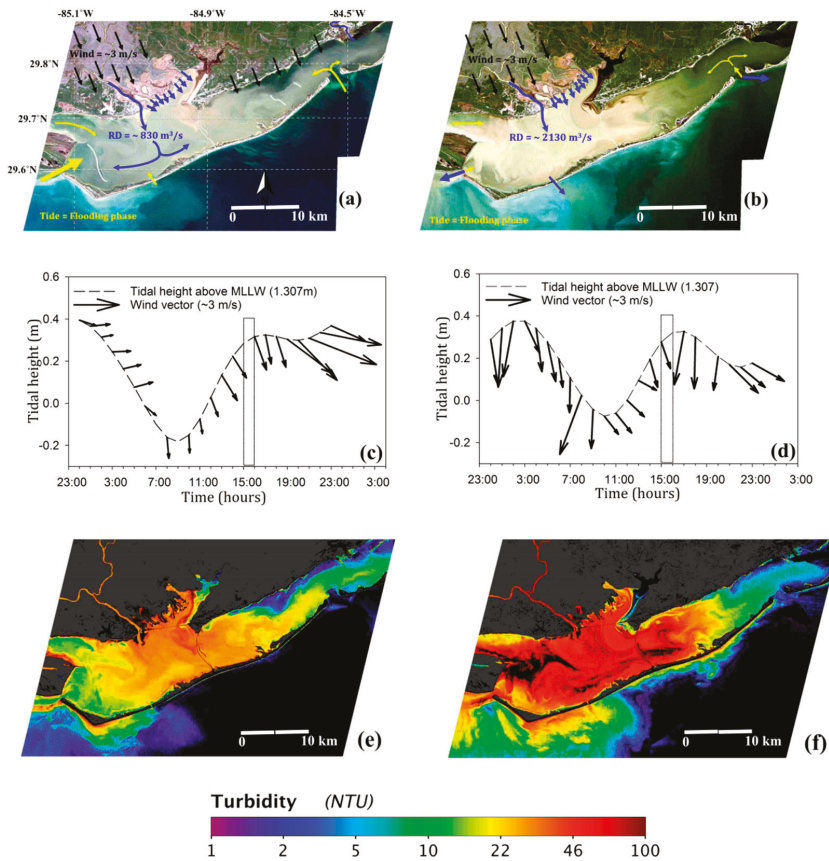 -85.1°W -84.9°W -84.5°W
Wind = ~3 m/s
29.8°N
29.7°N
29.6°N
RD = ~ 830 m³/s
Tide = Flooding phase
0 10 km
(a)
Wind = ~3 m/s
RD = ~ 2130 m³/s
Tide = Flooding phase
0 10 km
(b)
0.6
0.4
0.2
0.0
-0.2
Tidal height (m)
Tidal height above MLLW (1.307m)
Wind vector (~3 m/s)
(c)
23:00 3:00 7:00 11:00 15:00 19:00 23:00 3:00
Time (hours)
0.6
0.4
0.2
0.0
-0.2
Tidal height (m)
Tidal height above MLLW (1.307)
Wind vector (~3 m/s)
(d)
23:00 3:00 7:00 11:00 15:00 19:00 23:00 3:00
Time (hours)
0 10 km
(e)
0 10 km
(f)
Turbidity (NTU)
1 2 5 10 22 46 100